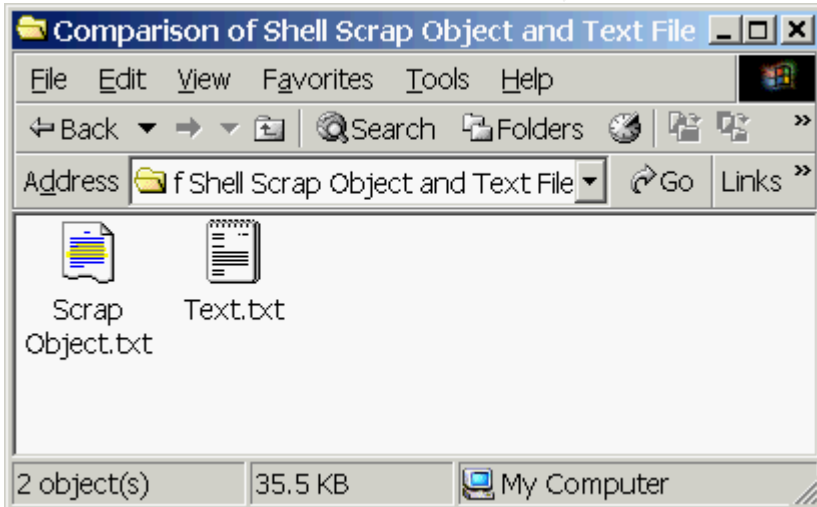 Comparison of Shell Scrap Object and Text File
File Edit View Favorites Tools Help
Back Search Folders »
Address f Shell Scrap Object and Text File Go Links »
Scrap Object.txt
Text.txt
2 object(s) 35.5 KB My Computer